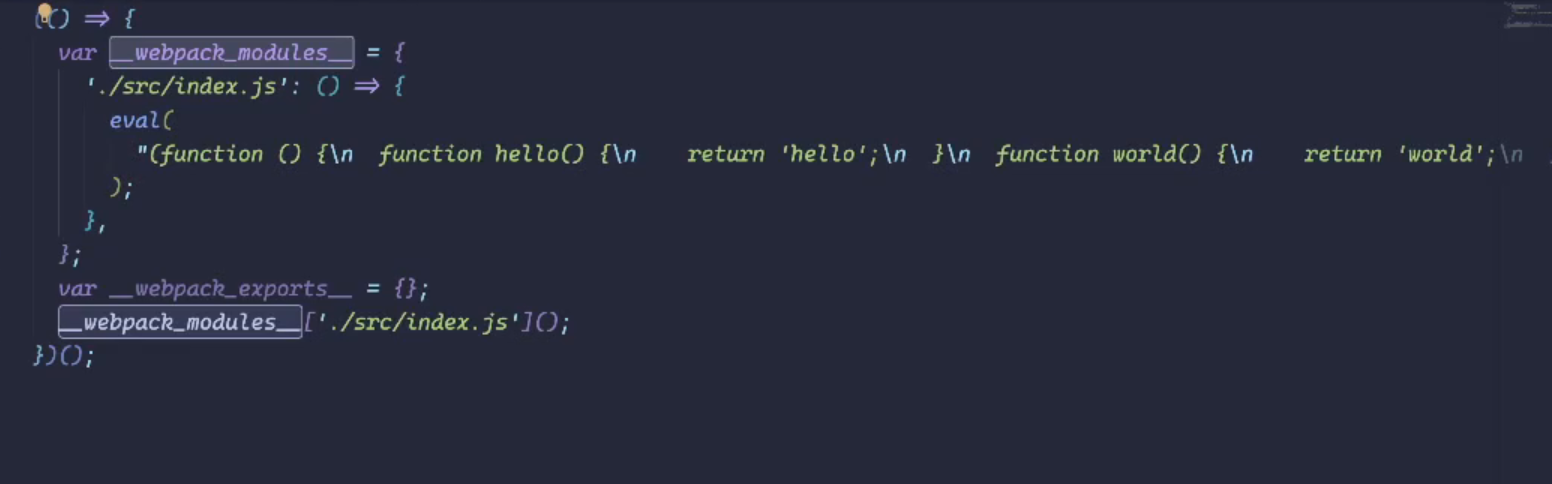 (() => {
var __webpack_modules__ = {
'./src/index.js': () => {
eval(
"(function () {\n  function hello() {\n    return 'hello';\n  }\n  function world() {\n    return 'world';\n
);
},
};
var __webpack_exports__ = {};
__webpack_modules__['./src/index.js']();
})();